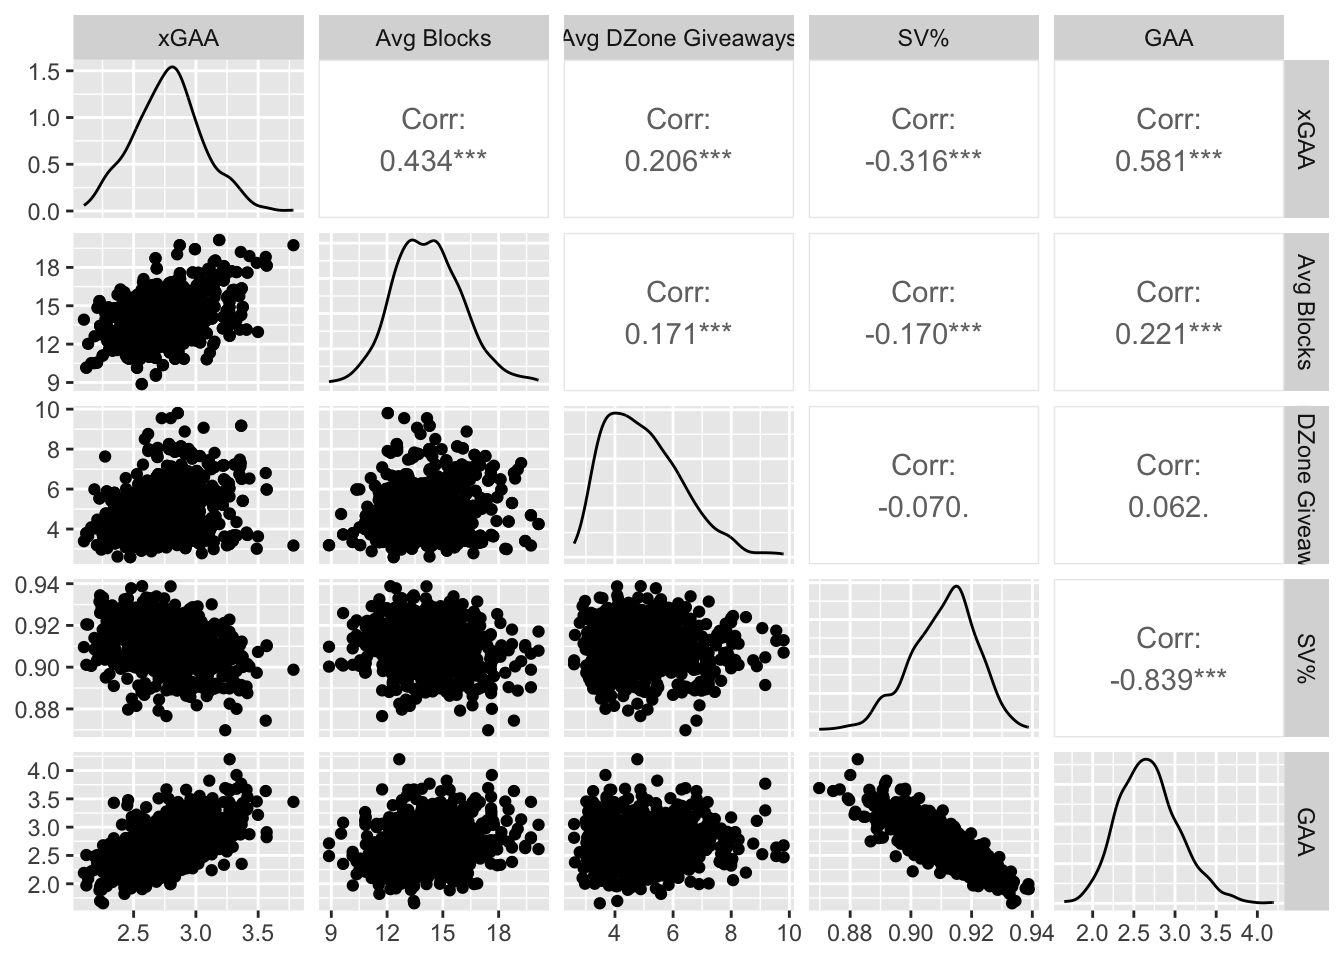 xGAA
Avg Blocks
Avg DZone Giveaways
SV%
GAA
1.5
1.0
0.5
0.0
Corr:
0.434***
Corr:
0.206***
Corr:
-0.316***
Corr:
0.581***
xGAA
18
15
12
9
Corr:
0.171***
Corr:
-0.170***
Corr:
0.221***
Avg Blocks
10
8
6
4
Corr:
-0.070.
Corr:
0.062.
DZone Giveaw
0.94
0.92
0.90
0.88
Corr:
-0.839***
SV%
4.0
3.5
3.0
2.5
2.0
GAA
2.5 3.0 3.5
9 12 15 18
4 6 8 10
0.88 0.90 0.92 0.94
2.0 2.5 3.0 3.5 4.0